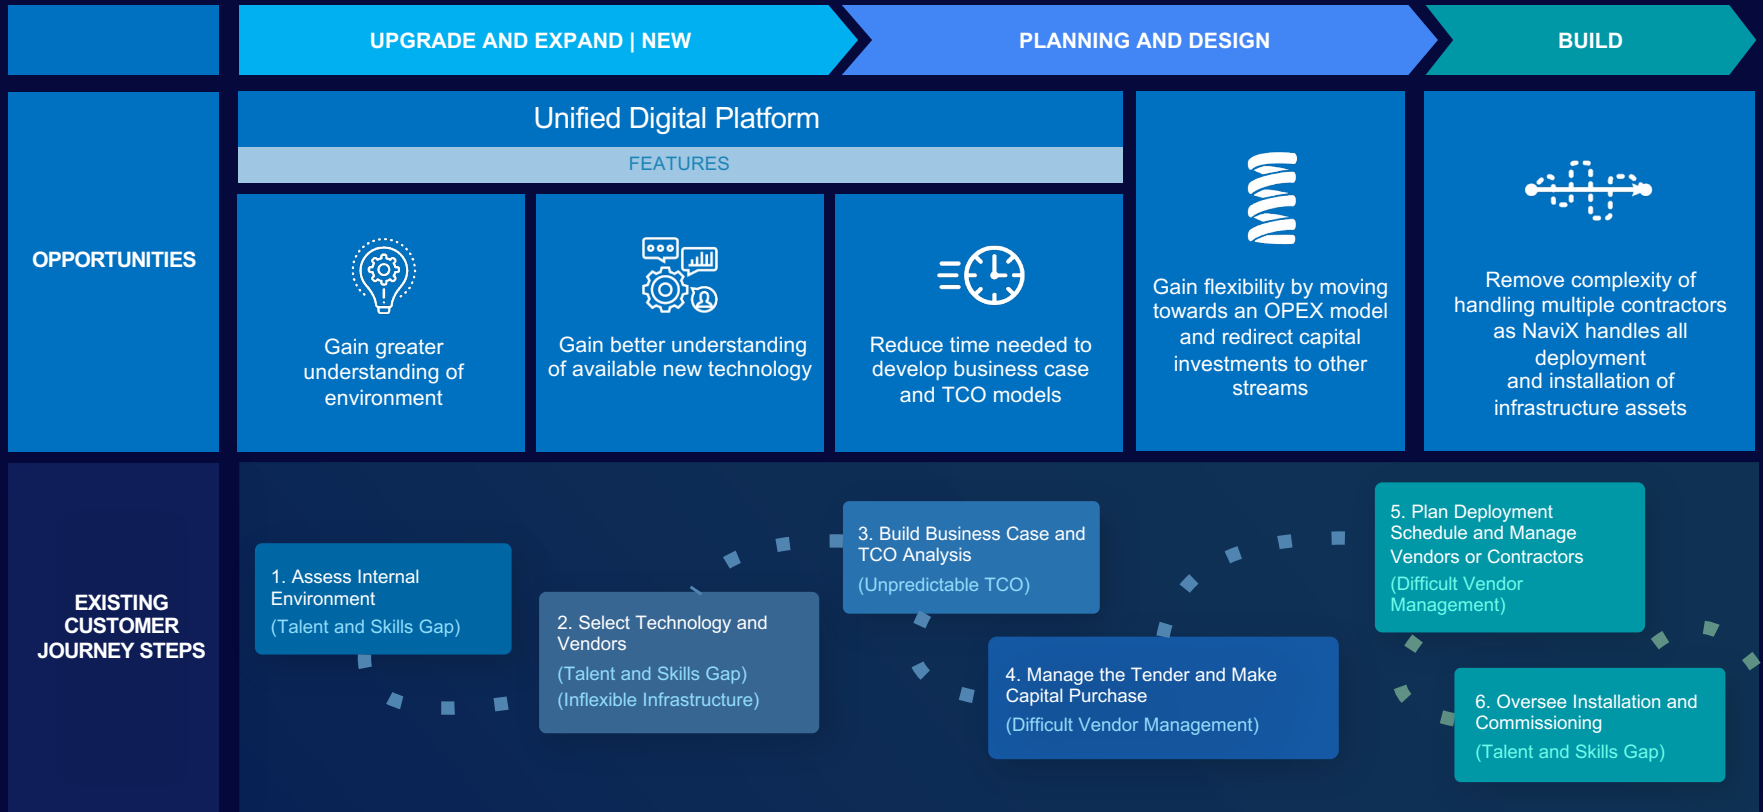 UPGRADE AND EXPAND | NEW
PLANNING AND DESIGN
BUILD
OPPORTUNITIES
Unified Digital Platform
FEATURES
Gain greater
understanding of
environment
Gain better understanding
of available new technology
Reduce time needed to
develop business case
and TCO models
Gain flexibility by moving
towards an OPEX model
and redirect capital
investments to other
streams
Remove complexity of
handling multiple contractors
as NaviX handles all
deployment
and installation of
infrastructure assets
EXISTING
CUSTOMER
JOURNEY STEPS
1. Assess Internal
Environment
(Talent and Skills Gap)
2. Select Technology and
Vendors
(Talent and Skills Gap)
(Inflexible Infrastructure)
3. Build Business Case and
TCO Analysis
(Unpredictable TCO)
4. Manage the Tender and Make
Capital Purchase
(Difficult Vendor Management)
5. Plan Deployment
Schedule and Manage
Vendors or Contractors
(Difficult Vendor
Management)
6. Oversee Installation and
Commissioning
(Talent and Skills Gap)